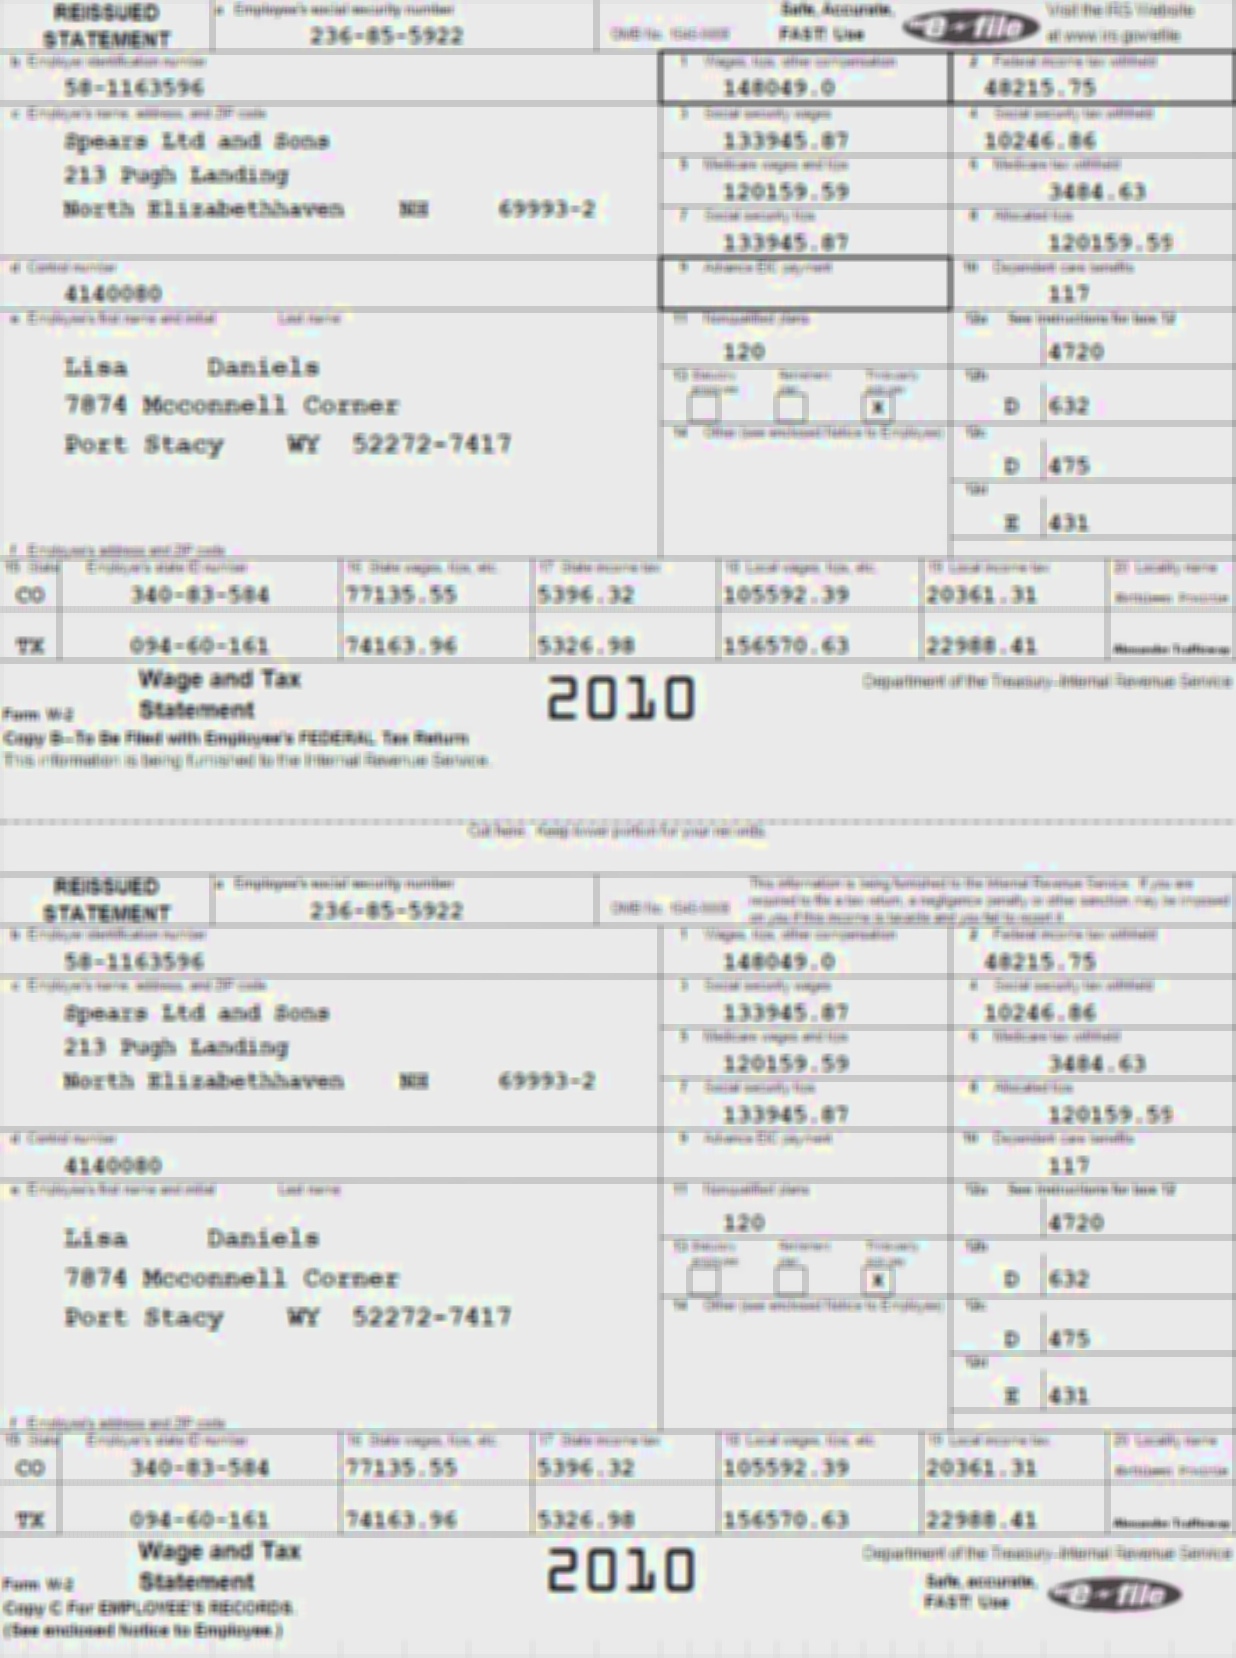 REISSUED STATEMENT
a Employee's social security number
236-85-5922
OMB No. 1545-0008
Safe, Accurate, FAST! Use
e-file
Visit the IRS Website at www.irs.gov/efile
b Employer identification number
58-1163596
1 Wages, tips, other compensation
148049.0
2 Federal income tax withheld
48215.75
c Employer's name, address, and ZIP code
Spears Ltd and Sons
213 Pugh Landing
North Elizabethhaven NH 69993-2
3 Social security wages
133945.87
4 Social security tax withheld
10246.86
5 Medicare wages and tips
120159.59
6 Medicare tax withheld
3484.63
7 Social security tips
133945.87
8 Allocated tips
120159.59
d Control number
4140080
9 Advance EIC payment
10 Dependent care benefits
117
e Employee's first name and initial Last name
Lisa Daniels
7874 Mcconnell Corner
Port Stacy WY 52272-7417
11 Nonqualified plans
120
12a See instructions for box 12
4720
13 Statutory employee
Retirement plan
Third-party sick pay
X
12b
D 632
14 Other (see enclosed Notice to Employee)
12c
D 475
12d
E 431
f Employee's address and ZIP code
15 State Employer's state ID number 16 State wages, tips, etc. 17 State income tax 18 Local wages, tips, etc. 19 Local income tax 20 Locality name
CO 340-83-584 77135.55 5396.32 105592.39 20361.31
TX 094-60-161 74163.96 5326.98 156570.63 22988.41 Alexander Trafficway
Wage and Tax
Form W-2 Statement
2010
Department of the Treasury-Internal Revenue Service
Copy B-To Be Filed with Employee's FEDERAL Tax Return
This information is being furnished to the Internal Revenue Service.
Cut here. Keep lower portion for your records.
REISSUED STATEMENT
a Employee's social security number
236-85-5922
OMB No. 1545-0008
This information is being furnished to the Internal Revenue Service. If you are
required to file a tax return, a negligence penalty or other sanction may be imposed
on you if this income is taxable and you fail to report it.
b Employer identification number
58-1163596
1 Wages, tips, other compensation
148049.0
2 Federal income tax withheld
48215.75
c Employer's name, address, and ZIP code
Spears Ltd and Sons
213 Pugh Landing
North Elizabethhaven NH 69993-2
3 Social security wages
133945.87
4 Social security tax withheld
10246.86
5 Medicare wages and tips
120159.59
6 Medicare tax withheld
3484.63
7 Social security tips
133945.87
8 Allocated tips
120159.59
d Control number
4140080
9 Advance EIC payment
10 Dependent care benefits
117
e Employee's first name and initial Last name
Lisa Daniels
7874 Mcconnell Corner
Port Stacy WY 52272-7417
11 Nonqualified plans
120
12a See instructions for box 12
4720
13 Statutory employee
Retirement plan
Third-party sick pay
X
12b
D 632
14 Other (see enclosed Notice to Employee)
12c
D 475
12d
E 431
f Employee's address and ZIP code
15 State Employer's state ID number 16 State wages, tips, etc. 17 State income tax 18 Local wages, tips, etc. 19 Local income tax 20 Locality name
CO 340-83-584 77135.55 5396.32 105592.39 20361.31
TX 094-60-161 74163.96 5326.98 156570.63 22988.41 Alexander Trafficway
Wage and Tax
Form W-2 Statement
2010
Department of the Treasury-Internal Revenue Service
Copy C For EMPLOYEE'S RECORDS.
(See enclosed Notice to Employee.)
Safe, accurate, FAST! Use
e-file